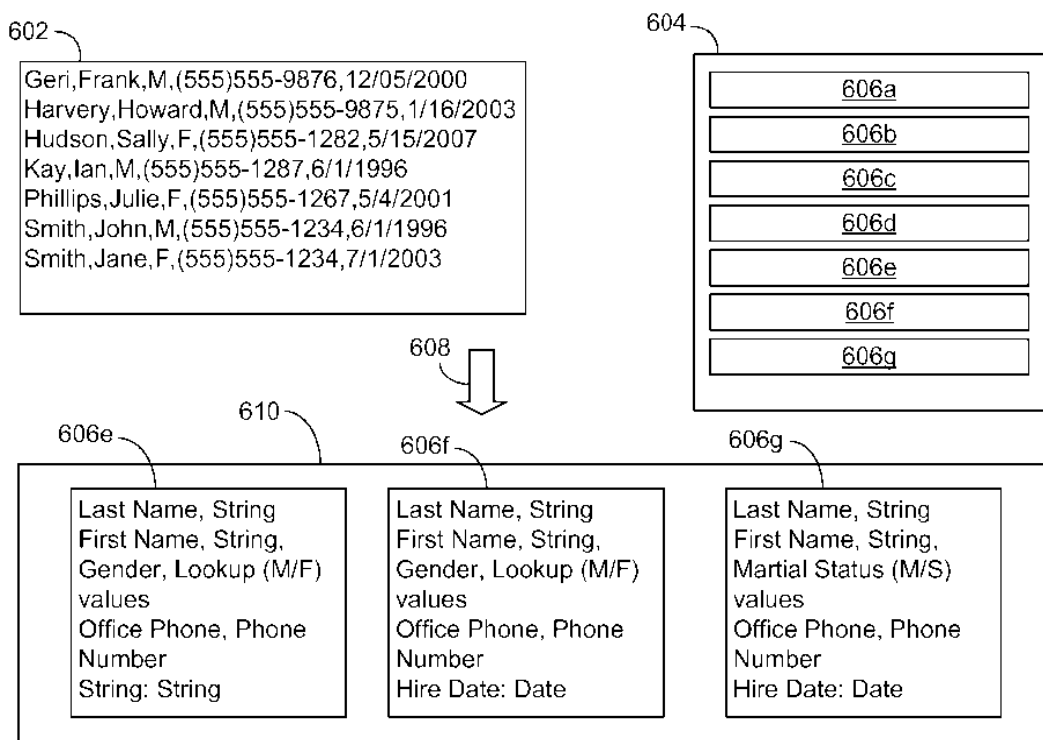 602
Geri,Frank,M,(555)555-9876,12/05/2000
Harvery,Howard,M,(555)555-9875,1/16/2003
Hudson,Sally,F,(555)555-1282,5/15/2007
Kay,Ian,M,(555)555-1287,6/1/1996
Phillips,Julie,F,(555)555-1267,5/4/2001
Smith,John,M,(555)555-1234,6/1/1996
Smith,Jane,F,(555)555-1234,7/1/2003
604
606a
606b
606c
606d
606e
606f
606g
608
610
606e
Last Name, String
First Name, String,
Gender, Lookup (M/F)
values
Office Phone, Phone
Number
String: String
606f
Last Name, String
First Name, String,
Gender, Lookup (M/F)
values
Office Phone, Phone
Number
Hire Date: Date
606g
Last Name, String
First Name, String,
Martial Status (M/S)
values
Office Phone, Phone
Number
Hire Date: Date